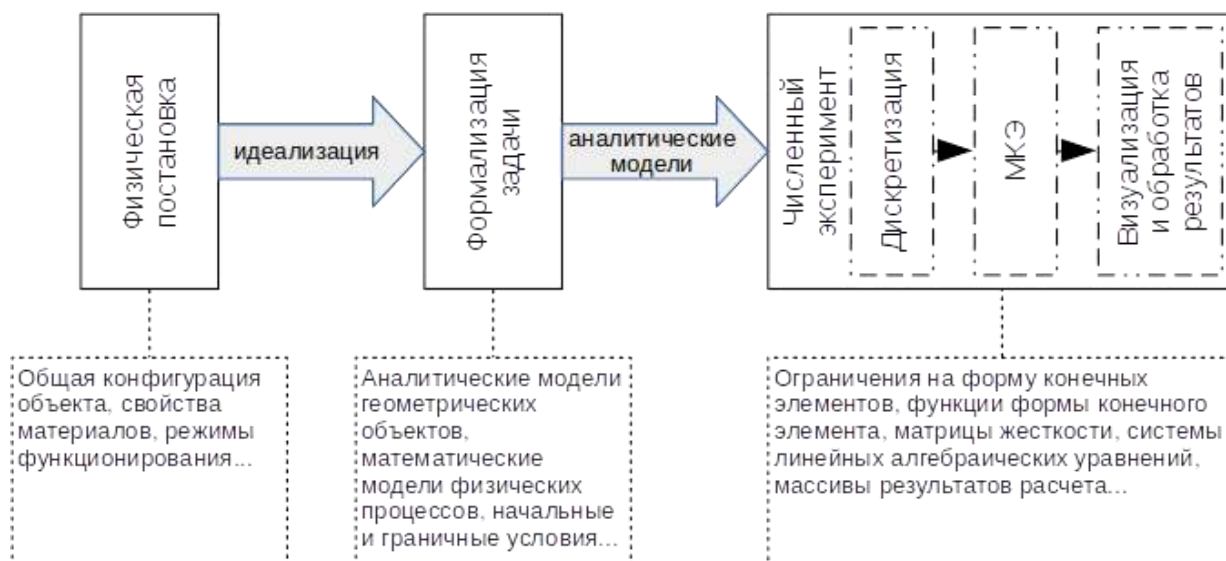 Физическая
постановка
идеализация
Формализация
задачи
аналитические
модели
Численный
эксперимент
Дискретизация
МКЭ
Визуализация
и обработка
результатов
Общая конфигурация
объекта, свойства
материалов, режимы
функционирования...
Аналитические модели
геометрических
объектов,
математические
модели физических
процессов, начальные
и граничные условия...
Ограничения на форму конечных
элементов, функции формы конечного
элемента, матрицы жесткости, системы
линейных алгебраических уравнений,
массивы результатов расчета...